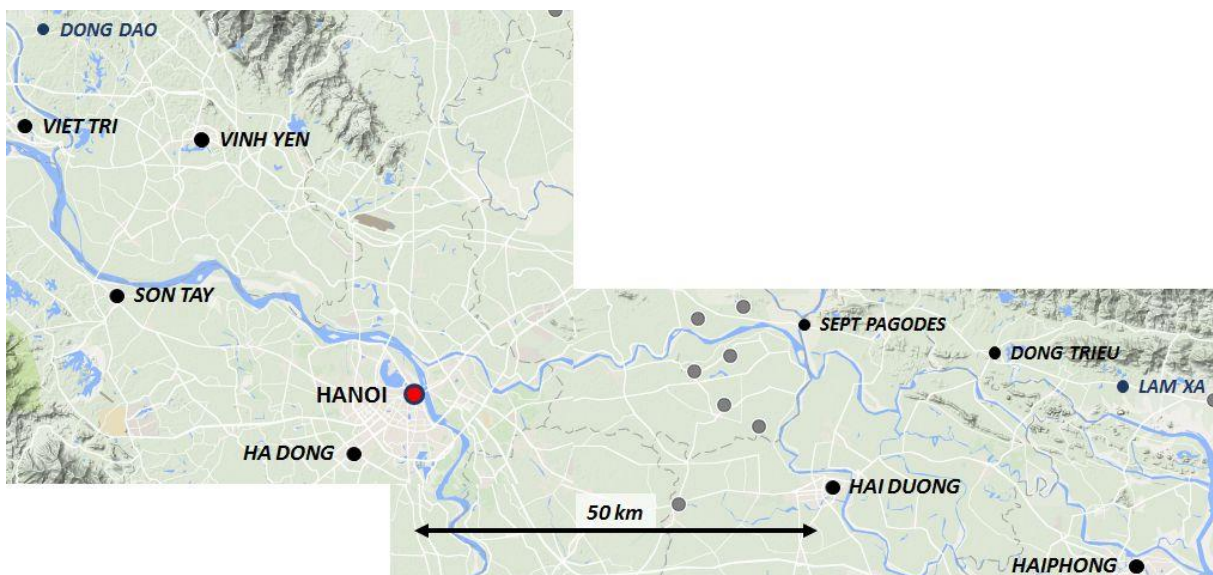 DONG DAO
VIET TRI
VINH YEN
SON TAY
SEPT PAGODES
DONG TRIEU
LAM XA
HANOI
HA DONG
HAI DUONG
50 km
HAIPHONG